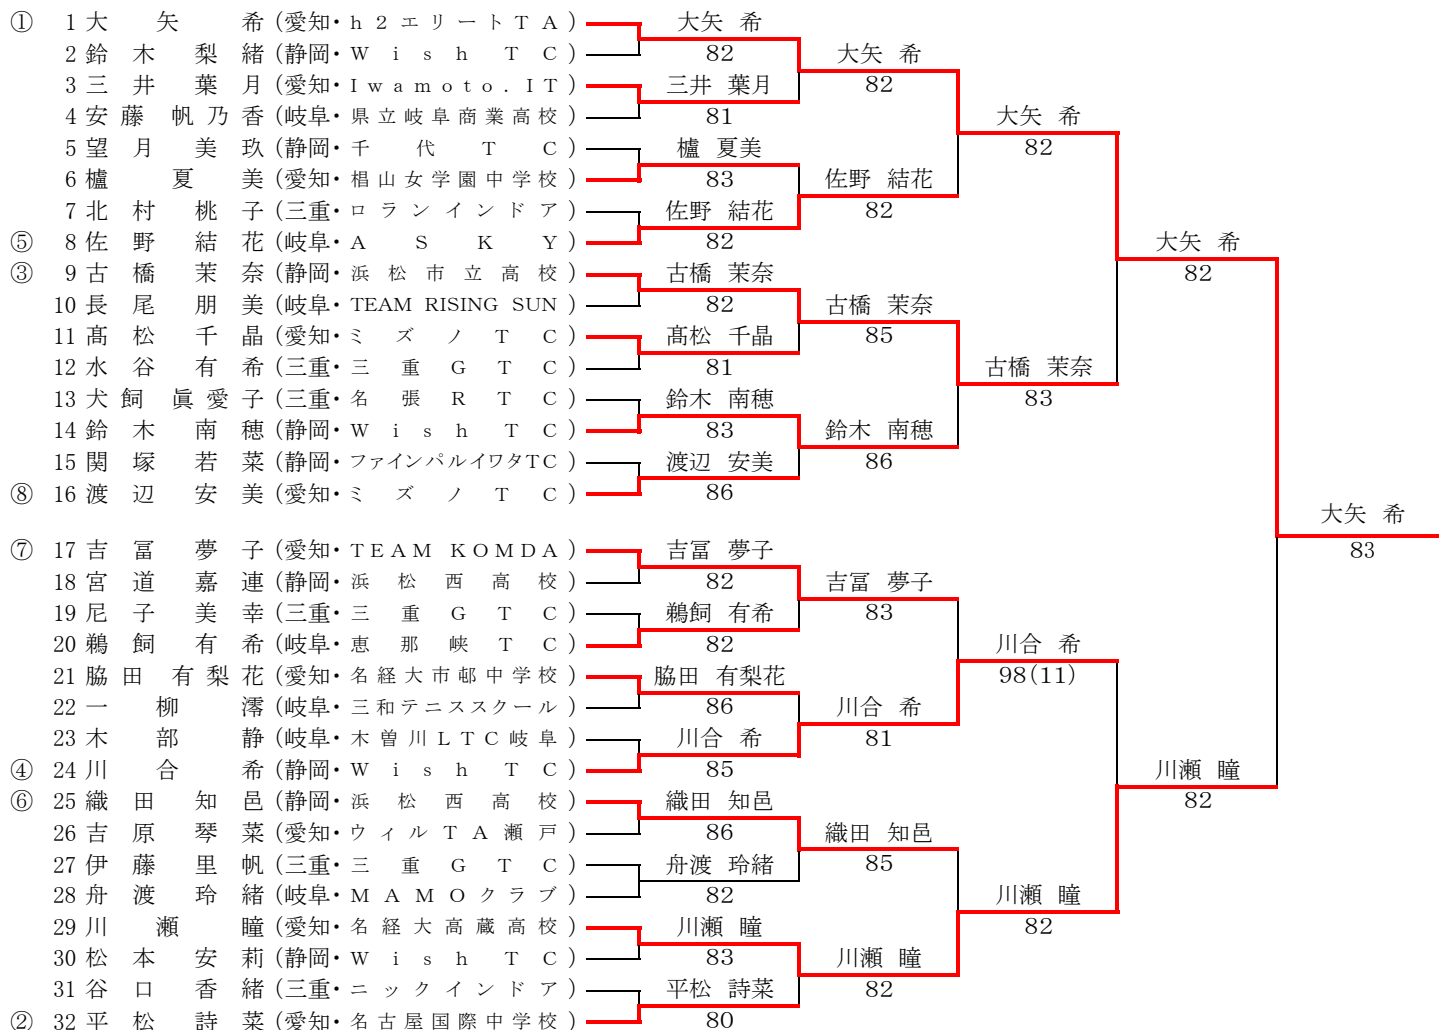 ① 1 大矢 希 (愛知・h2エリートTA) 大矢 希
2 鈴木 梨緒 (静岡・Wish TC) 82 大矢 希
3 三井 葉月 (愛知・Iwamoto.IT) 三井 葉月 82
4 安藤 帆乃香 (岐阜・県立岐阜商業高校) 81 大矢 希
5 望月 美玖 (静岡・千代TC) 櫨 夏美 82
6 櫨 夏美 (愛知・椙山女学園中学校) 83 佐野 結花
7 北村 桃子 (三重・ロランインドア) 佐野 結花 82
⑤ 8 佐野 結花 (岐阜・ASKY) 82 大矢 希
③ 9 古橋 茉奈 (静岡・浜松市立高校) 古橋 茉奈 82
10 長尾 朋美 (岐阜・TEAM RISING SUN) 82 古橋 茉奈
11 髙松 千晶 (愛知・ミズノTC) 髙松 千晶 85
12 水谷 有希 (三重・三重GTC) 81 古橋 茉奈
13 犬飼 眞愛子 (三重・名張RTC) 鈴木 南穂 83
14 鈴木 南穂 (静岡・Wish TC) 83 鈴木 南穂
15 関塚 若菜 (静岡・ファインパルイワタTC) 渡辺 安美 86
⑧ 16 渡辺 安美 (愛知・ミズノTC) 86
大矢 希
83
⑦ 17 吉冨 夢子 (愛知・TEAM KOMDA) 吉冨 夢子
18 宮道 嘉連 (静岡・浜松西高校) 82 吉冨 夢子
19 尼子 美幸 (三重・三重GTC) 鵜飼 有希 83
20 鵜飼 有希 (岐阜・恵那峡TC) 82 川合 希
21 脇田 有梨花 (愛知・名経大市邨中学校) 脇田 有梨花 98(11)
22 一柳 澪 (岐阜・三和テニススクール) 86 川合 希
23 木部 静 (岐阜・木曽川LTC岐阜) 川合 希 81
④ 24 川合 希 (静岡・Wish TC) 85 川瀬 瞳
⑥ 25 織田 知邑 (静岡・浜松西高校) 織田 知邑 82
26 吉原 琴菜 (愛知・ウィルTA瀬戸) 86 織田 知邑
27 伊藤 里帆 (三重・三重GTC) 舟渡 玲緒 85
28 舟渡 玲緒 (岐阜・MAMOクラブ) 82 川瀬 瞳
29 川瀬 瞳 (愛知・名経大高蔵高校) 川瀬 瞳 82
30 松本 安莉 (静岡・Wish TC) 83 川瀬 瞳
31 谷口 香緒 (三重・ニックインドア) 平松 詩菜 82
② 32 平松 詩菜 (愛知・名古屋国際中学校) 80